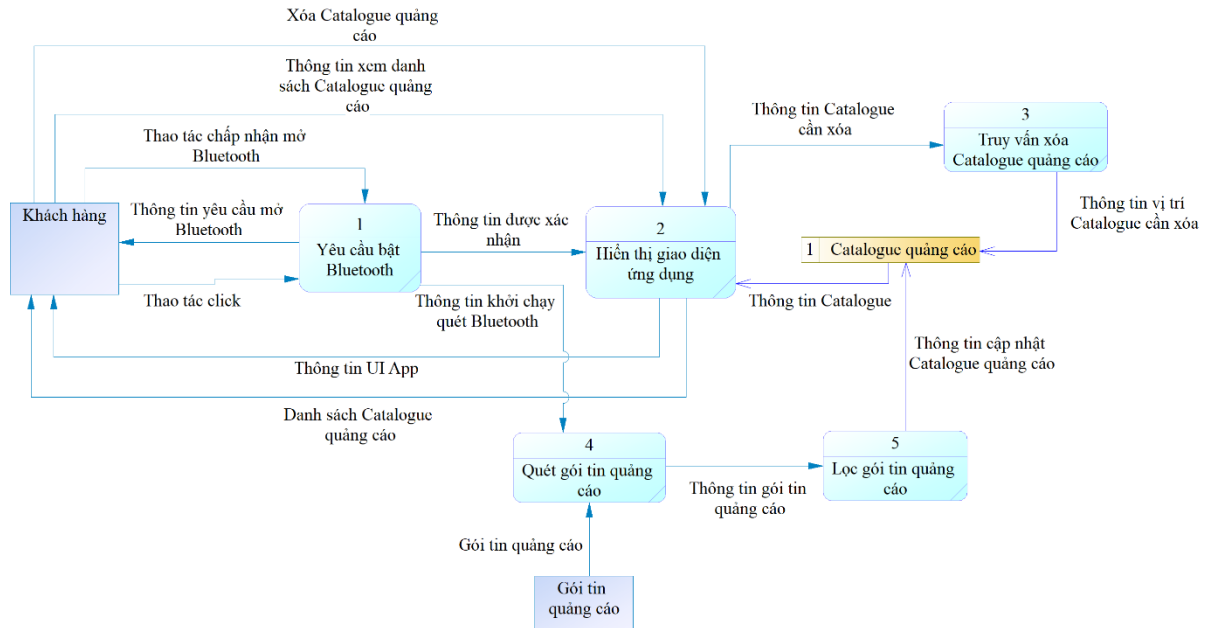 Xóa Catalogue quảng
cáo
Thông tin xem danh
sách Catalogue quảng
cáo
Thao tác chấp nhận mở
Bluetooth
Khách hàng
Thông tin yêu cầu mở
Bluetooth
Thao tác click
1
Yêu cầu bật
Bluetooth
Thông tin được xác
nhận
Thông tin khởi chạy
quét Bluetooth
2
Hiển thị giao diện
ứng dụng
Thông tin Catalogue
cần xóa
3
Truy vấn xóa
Catalogue quảng cáo
Thông tin vị trí
Catalogue cần xóa
1 Catalogue quảng cáo
Thông tin Catalogue
Thông tin cập nhật
Catalogue quảng cáo
Thông tin UI App
Danh sách Catalogue
quảng cáo
4
Quét gói tin quảng
cáo
Thông tin gói tin
quảng cáo
5
Lọc gói tin quảng
cáo
Gói tin quảng cáo
Gói tin
quảng cáo